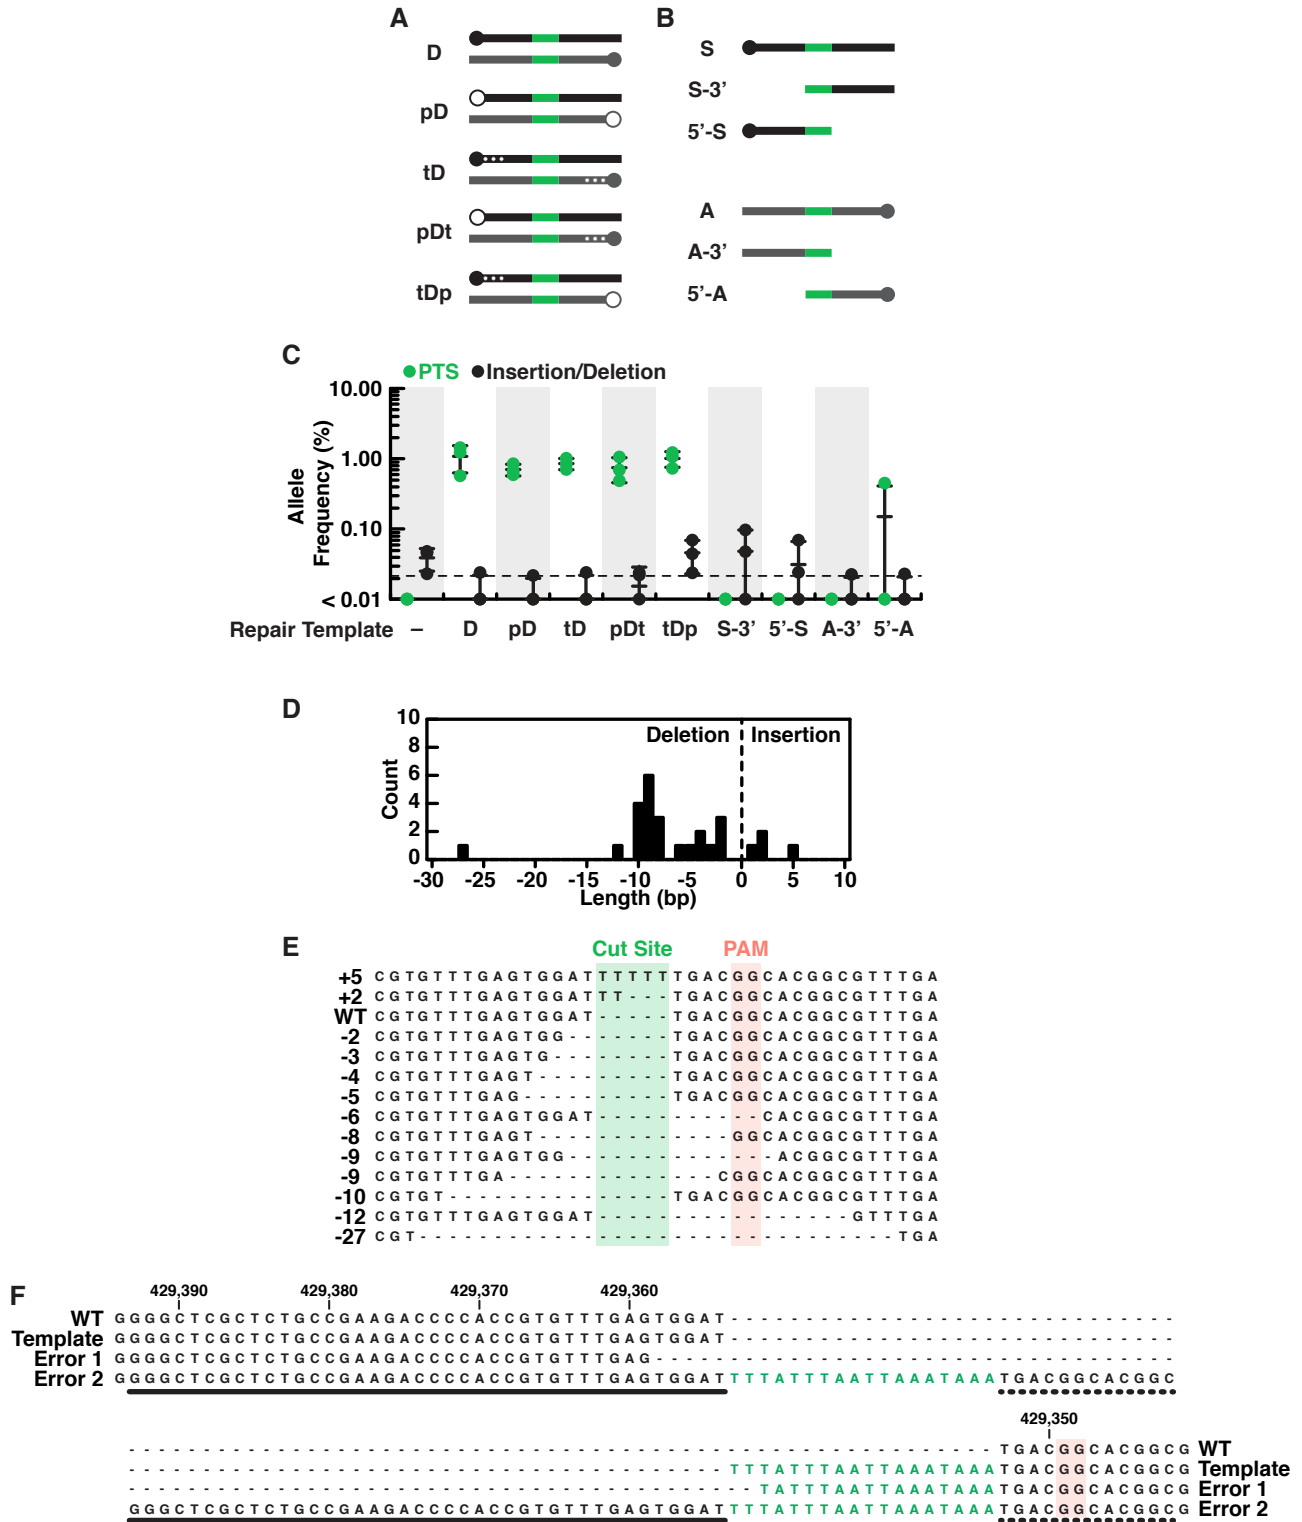 A
B
D
pD
tD
pDt
tDp
S
S-3’
5’-S
A
A-3’
5’-A
C
PTS Insertion/Deletion
Allele Frequency (%)
10.00
1.00
0.10
< 0.01
Repair Template – D pD tD pDt tDp S-3’ 5’-S A-3’ 5’-A
D
Count
10
8
6
4
2
0
Deletion Insertion
-30 -25 -20 -15 -10 -5 0 5 10
Length (bp)
E
Cut Site PAM
+5 CGTGTTTGAGTGGATTTTTTTGACGGCACGGCGTTTGA
+2 CGTGTTTGAGTGGATTT---TGACGGCACGGCGTTTGA
WT CGTGTTTGAGTGGAT-----TGACGGCACGGCGTTTGA
-2 CGTGTTTGAGTGG-------TGACGGCACGGCGTTTGA
-3 CGTGTTTGAGTG--------TGACGGCACGGCGTTTGA
-4 CGTGTTTGAGT---------TGACGGCACGGCGTTTGA
-5 CGTGTTTGAG----------TGACGGCACGGCGTTTGA
-6 CGTGTTTGAGTGGAT-----------CACGGCGTTTGA
-8 CGTGTTTGAGT-------------GGCACGGCGTTTGA
-9 CGTGTTTGAGTGG--------------ACGGCGTTTGA
-9 CGTGTTTGA--------------CGGCACGGCGTTTGA
-10 CGTGT---------------TGACGGCACGGCGTTTGA
-12 CGTGTTTGAGTGGAT-----------------GTTTGA
-27 CGT--------------------------------TGA
F
429,390 429,380 429,370 429,360
WT GGGGCTCGCTCTGCCGAAGACCCCACCGTGTTTGAGTGGAT------------------------------
Template GGGGCTCGCTCTGCCGAAGACCCCACCGTGTTTGAGTGGAT------------------------------
Error 1 GGGGCTCGCTCTGCCGAAGACCCCACCGTGTTTGAG-----------------------------------
Error 2 GGGGCTCGCTCTGCCGAAGACCCCACCGTGTTTGAGTGGATTTTATTTAATTAAATAAATGACGGCACGGC
429,350
----------------------------------------------------------TGACGGCACGGCG WT
----------------------------------------TTTATTTAATTAAATAAATGACGGCACGGCG Template
------------------------------------------TATTTAATTAAATAAATGACGGCACGGCG Error 1
GGGCTCGCTCTGCCGAAGACCCCACCGTGTTTGAGTGGATTTTATTTAATTAAATAAATGACGGCACGGCG Error 2